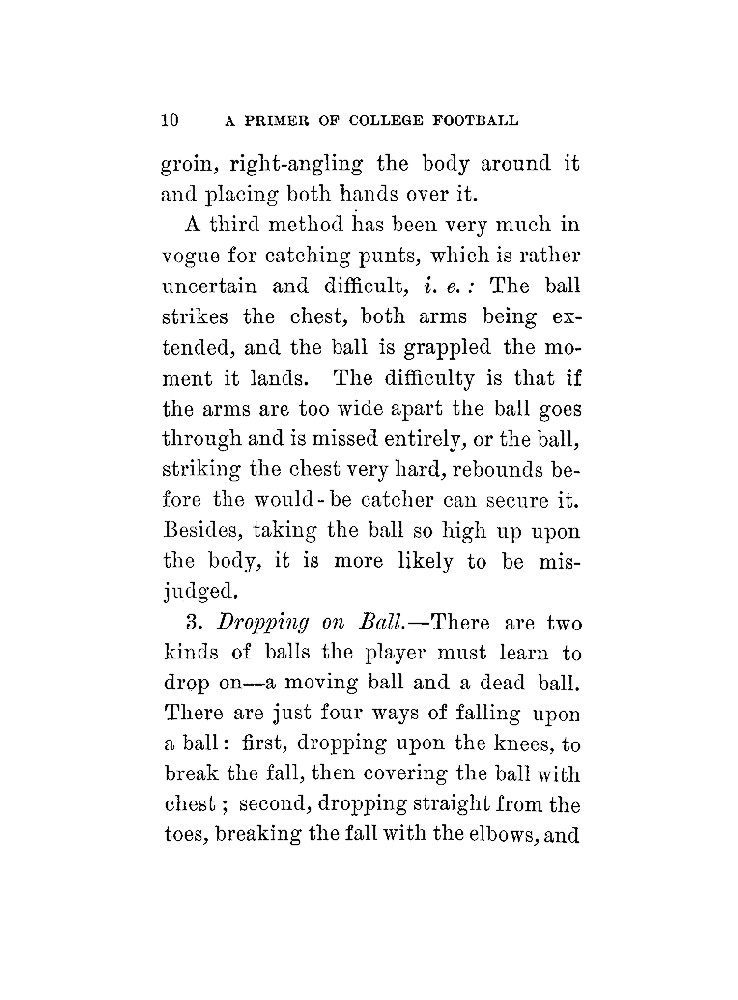 10 A PRIMER OF COLLEGE FOOTBALL
groin, right-angling the body around it
and placing both hands over it.
A third method has been very much in
vogue for catching punts, which is rather
uncertain and difficult, i. e. : The ball
strikes the chest, both arms being ex-
tended, and the ball is grappled the mo-
ment it lands. The difficulty is that if
the arms are too wide apart the ball goes
through and is missed entirely, or the ball,
striking the chest very hard, rebounds be-
fore the would-be catcher can secure it.
Besides, taking the ball so high up upon
the body, it is more likely to be mis-
judged.
3. Dropping on Ball.—There are two
kinds of balls the player must learn to
drop on—a moving ball and a dead ball.
There are just four ways of falling upon
a ball : first, dropping upon the knees, to
break the fall, then covering the ball with
chest ; second, dropping straight from the
toes, breaking the fall with the elbows, and